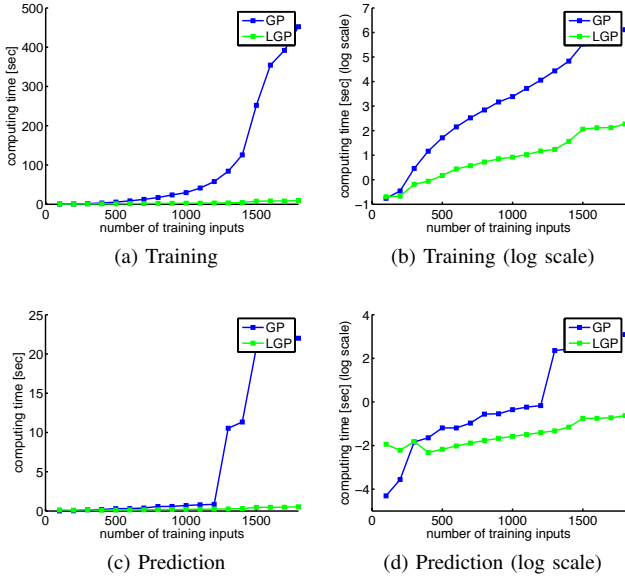 500
400
300
200
100
0
0 500 1000 1500
computing time [sec]
number of training inputs
GP
LGP
(a) Training
7
6
5
4
3
2
1
0
−1
0 500 1000 1500
computing time [sec] (log scale)
number of training inputs
GP
LGP
(b) Training (log scale)
25
20
15
10
5
0
0 500 1000 1500
computing time [sec]
number of training inputs
GP
LGP
(c) Prediction
4
2
0
−2
−4
0 500 1000 1500
computing time [sec] (log scale)
number of training inputs
GP
LGP
(d) Prediction (log scale)